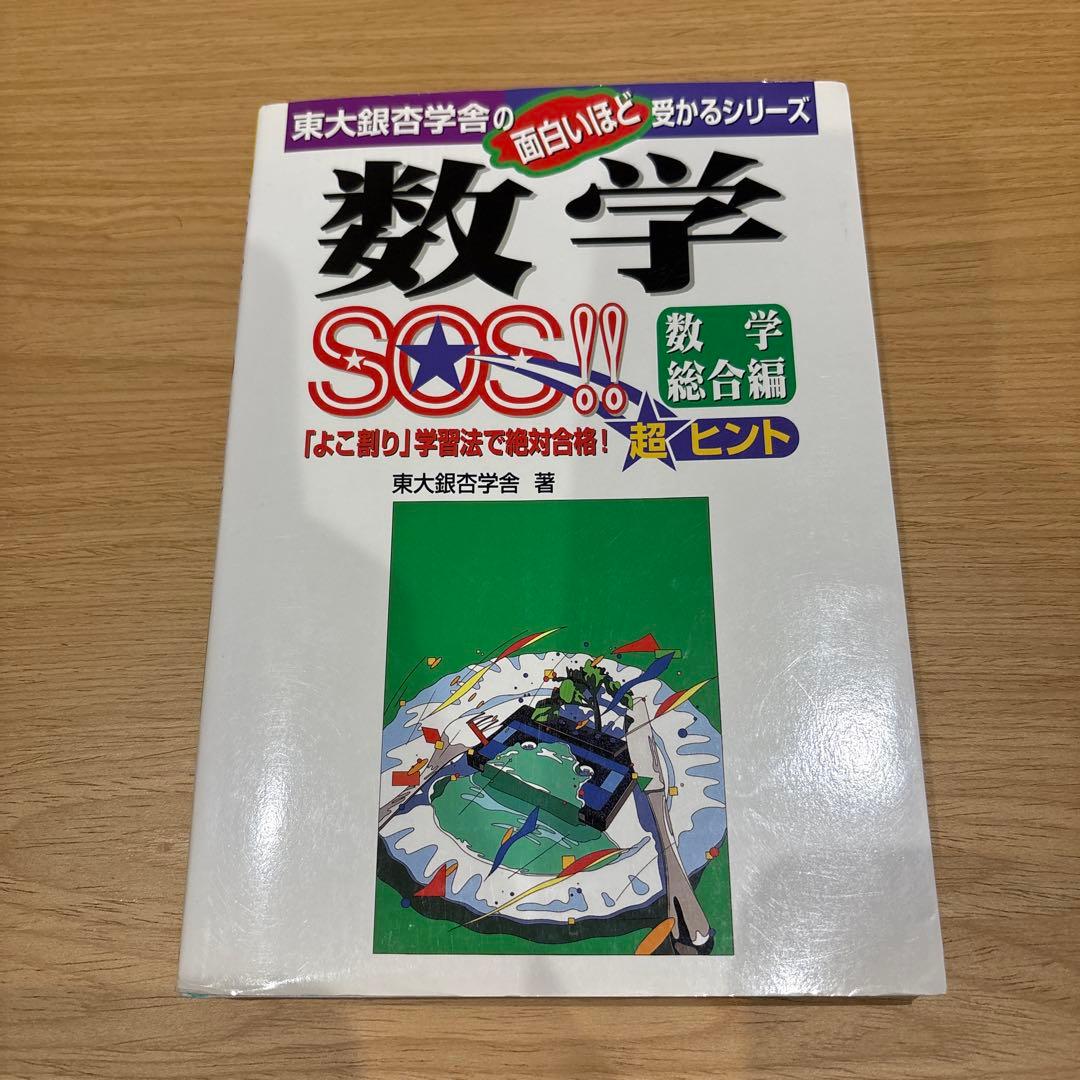 東大銀杏学舎の面白いほど受かるシリーズ
数学
SOS!!
数学
総合編
超ヒント
「よこ割り」学習法で絶対合格!
東大銀杏学舎 著